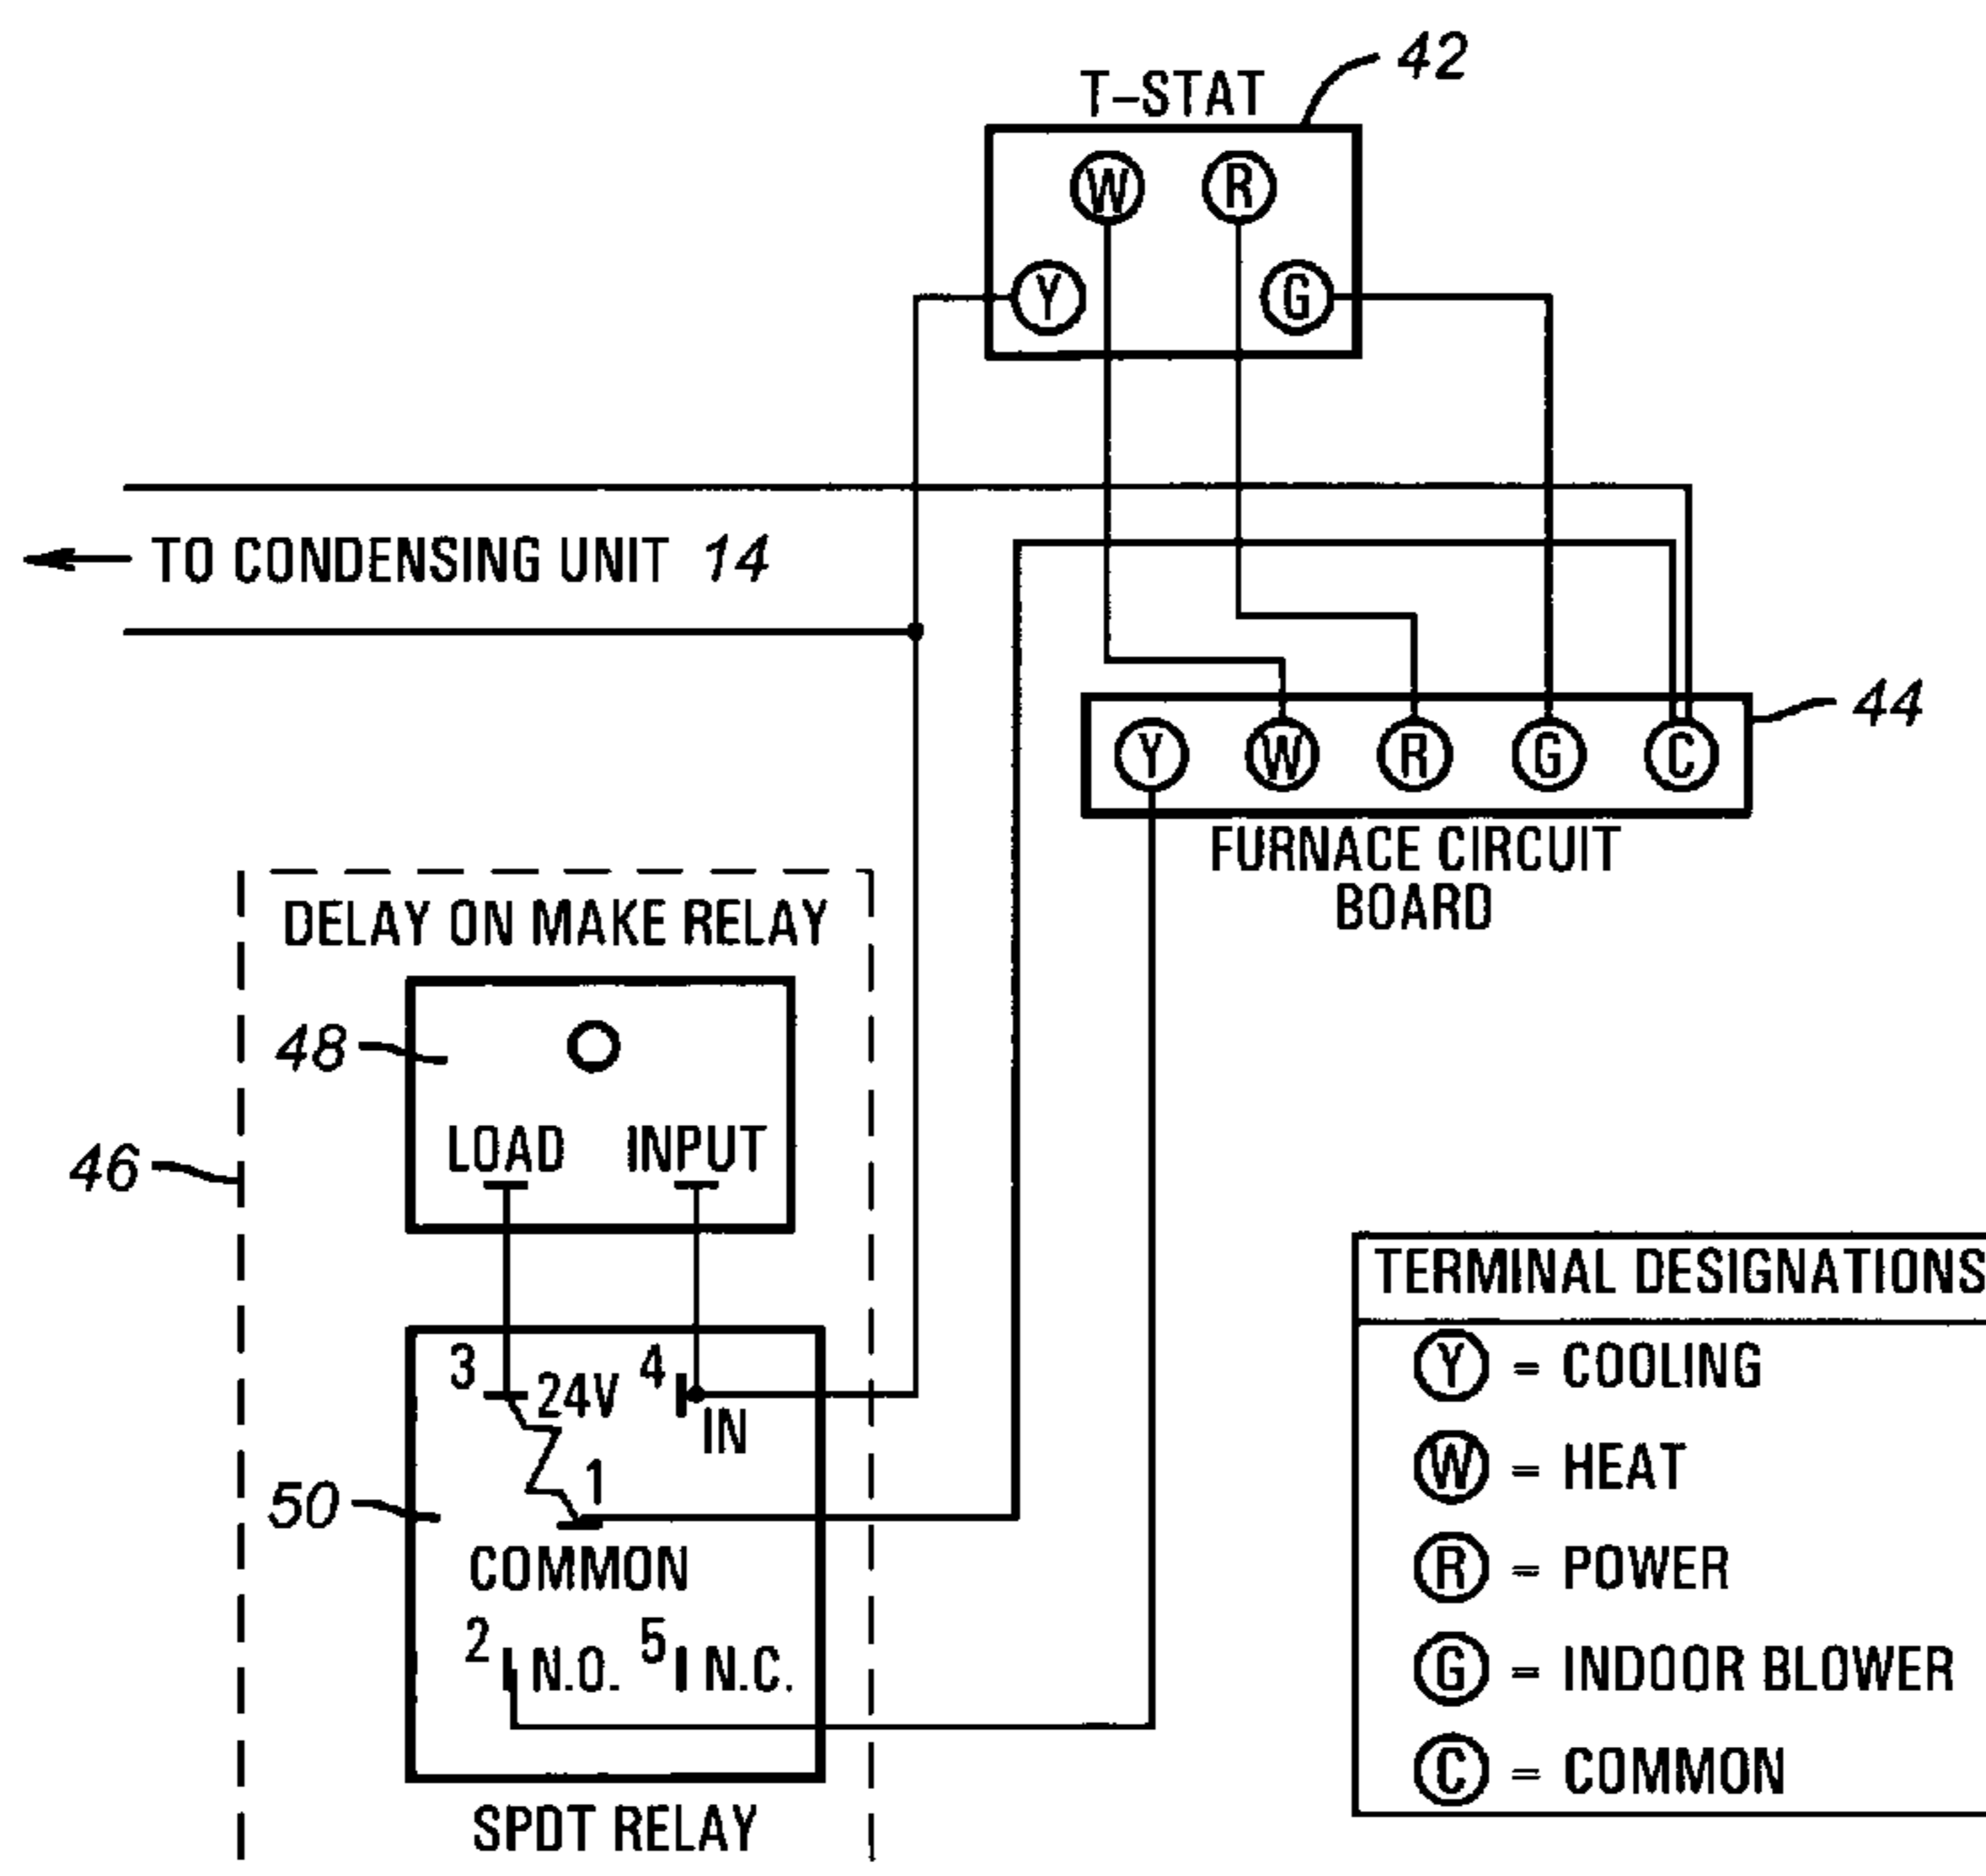 42
T-STAT
W R
Y G
TO CONDENSING UNIT 14
44
Y W R G C
FURNACE CIRCUIT
BOARD
DELAY ON MAKE RELAY
48
LOAD INPUT
46
3 24V 4
IN
1
50
COMMON
2 N.O. 5 N.C.
SPDT RELAY
TERMINAL DESIGNATIONS
Y = COOLING
W = HEAT
R = POWER
G = INDOOR BLOWER
C = COMMON